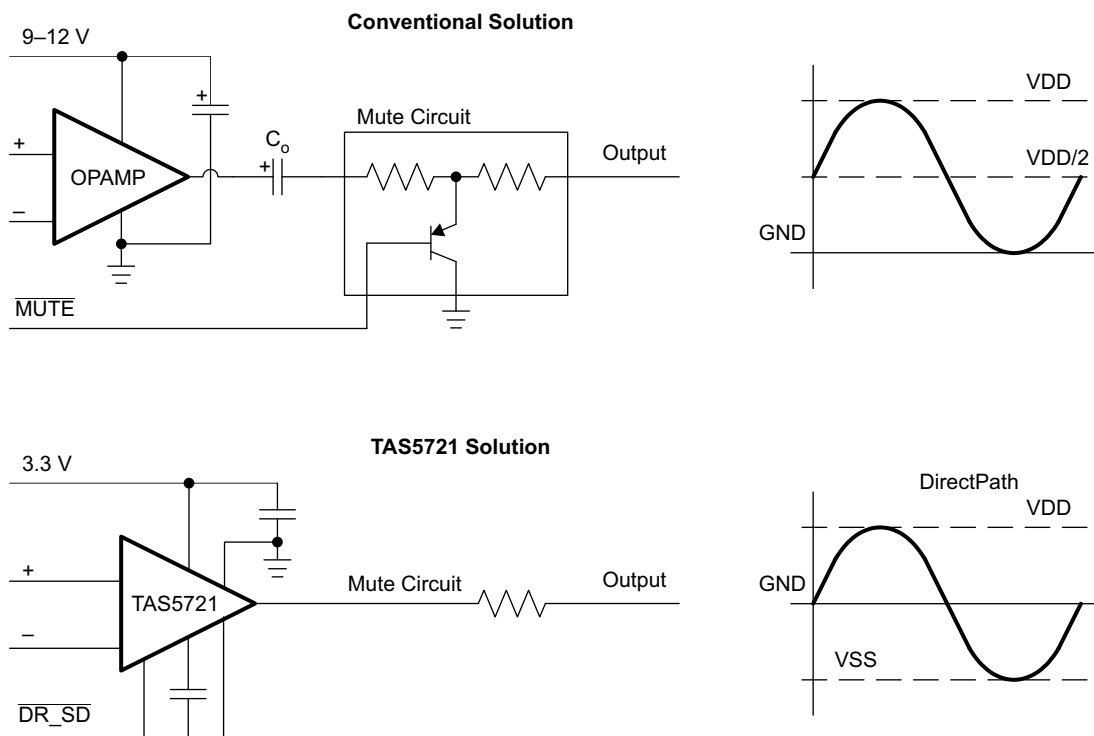 Conventional Solution
9–12 V
+
+
–
OPAMP
+
Co
Mute Circuit
Output
MUTE
VDD
VDD/2
GND
TAS5721 Solution
3.3 V
+
–
TAS5721
Mute Circuit
Output
DR_SD
DirectPath
VDD
GND
VSS